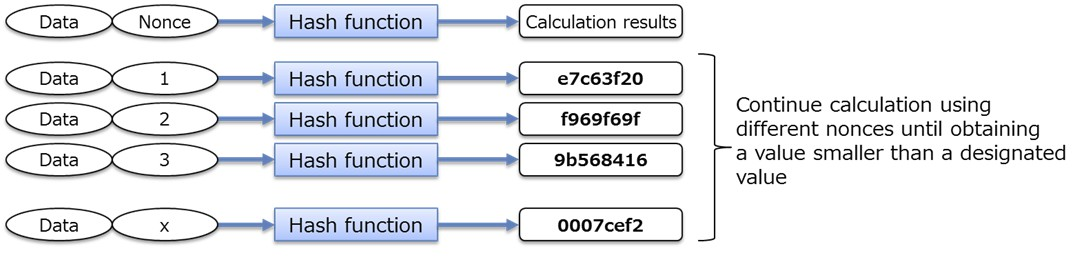 Data Nonce Hash function Calculation results
Data 1 Hash function e7c63f20
Data 2 Hash function f969f69f
Data 3 Hash function 9b568416
Data x Hash function 0007cef2
Continue calculation using
different nonces until obtaining
a value smaller than a designated
value